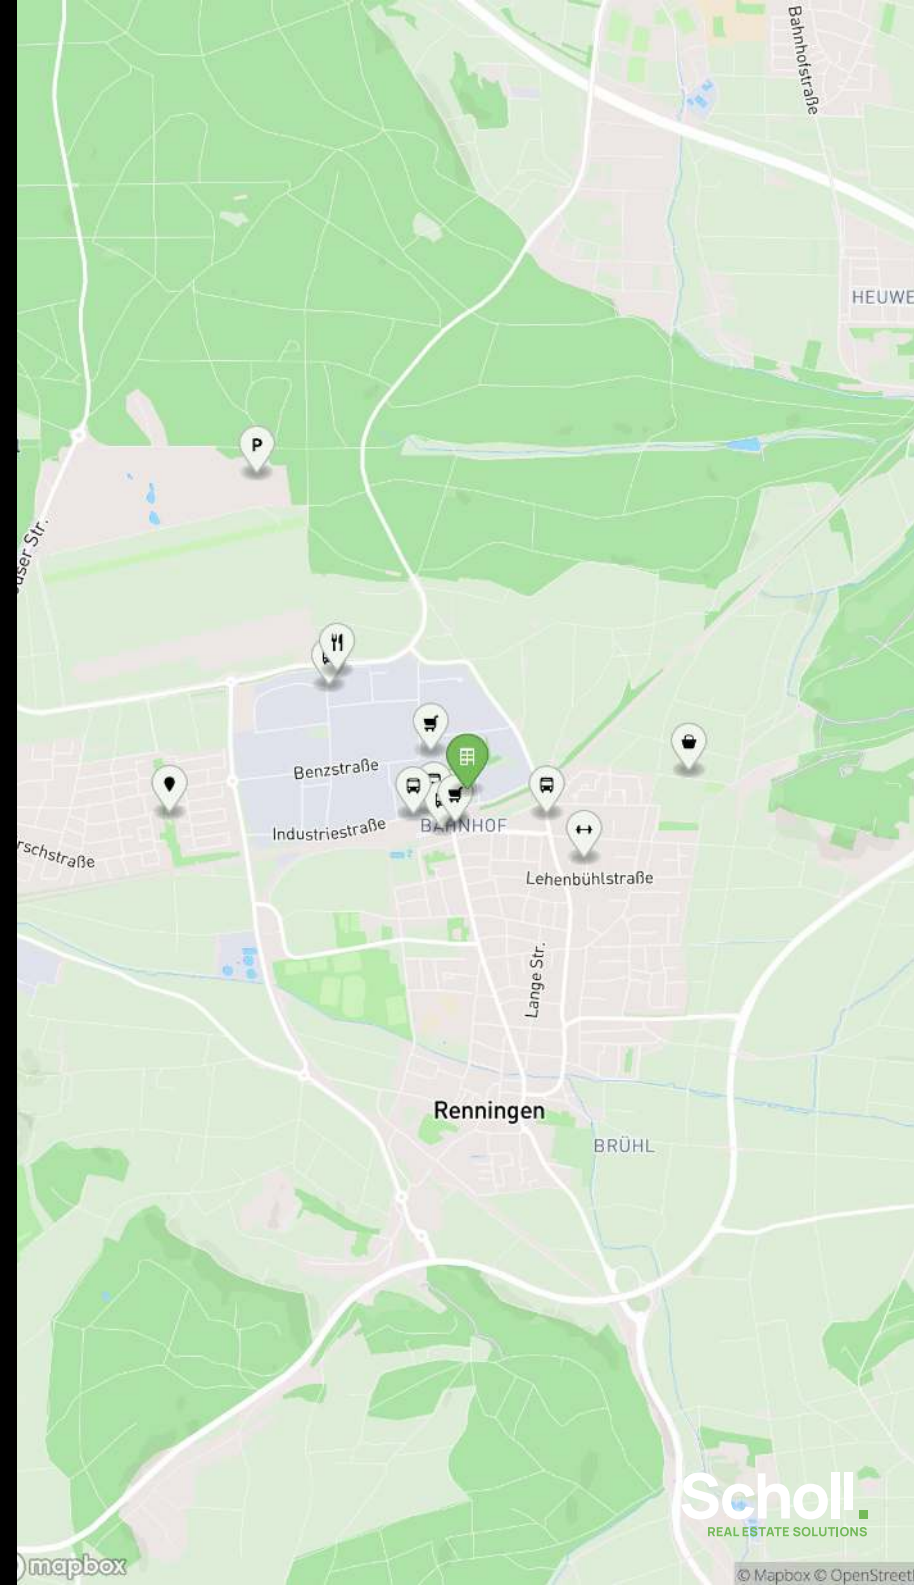 Bahnhofstraße
HEUWE
P
user Str.
Benzstraße
Industriestraße
BAHNHOF
rschstraße
Lehenbühlstraße
Lange Str.
Renningen
BRÜHL
Scholl.
REAL ESTATE SOLUTIONS
mapbox
© Mapbox © OpenStreet